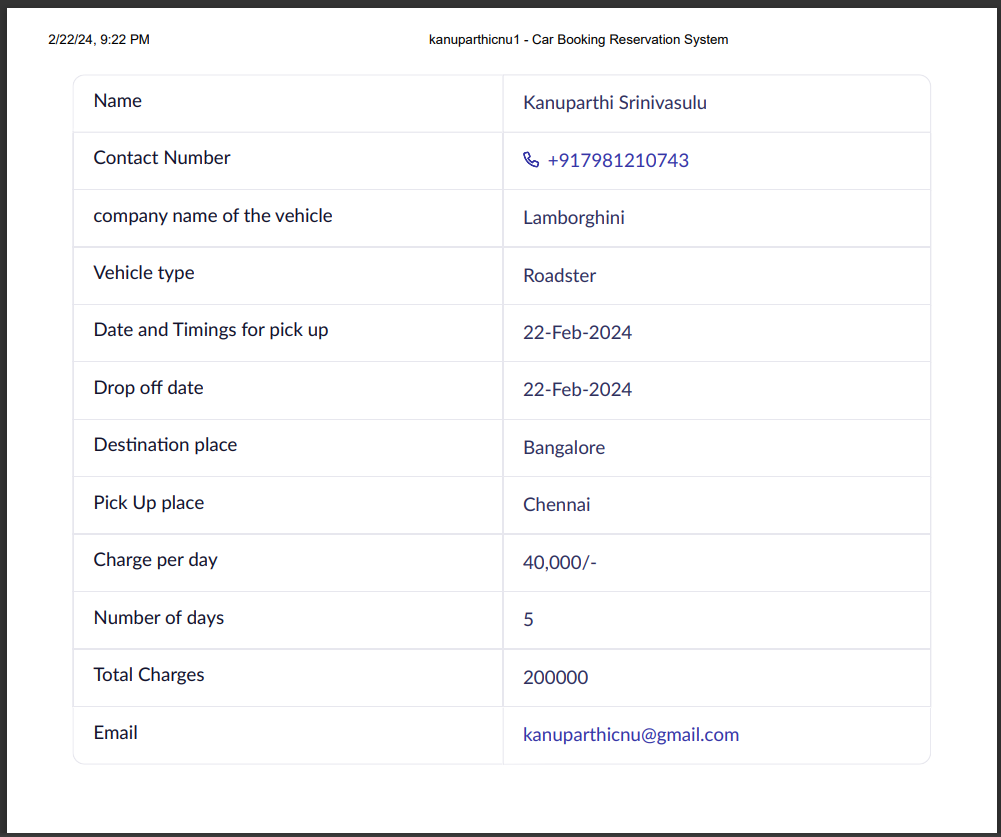 2/22/24, 9:22 PM kanuparthicnu1 - Car Booking Reservation System
Name Kanuparthi Srinivasulu
Contact Number +917981210743
company name of the vehicle Lamborghini
Vehicle type Roadster
Date and Timings for pick up 22-Feb-2024
Drop off date 22-Feb-2024
Destination place Bangalore
Pick Up place Chennai
Charge per day 40,000/-
Number of days 5
Total Charges 200000
Email kanuparthicnu@gmail.com